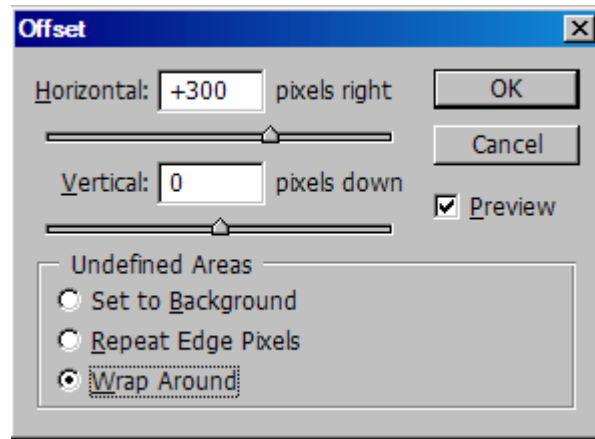 Offset
Horizontal: +300 pixels right
OK
Cancel
Vertical: 0 pixels down
Preview
Undefined Areas
Set to Background
Repeat Edge Pixels
Wrap Around